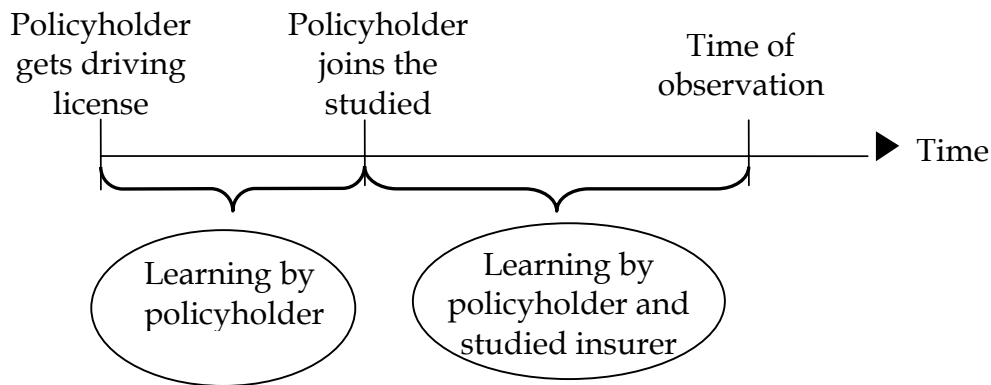 Policyholder
gets driving
license
Policyholder
joins the
studied
Time of
observation
Time
Learning by
policyholder
Learning by
policyholder and
studied insurer